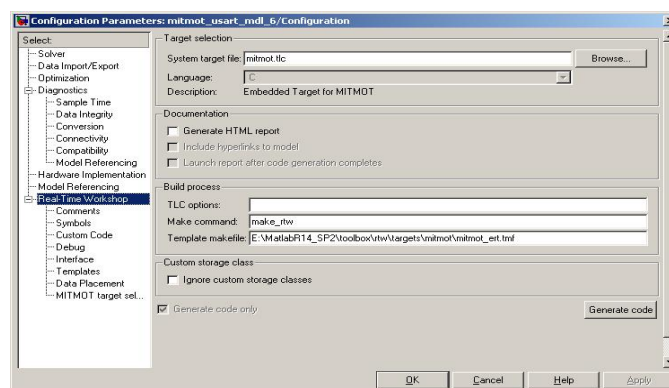 Configuration Parameters: mitmot_usart_mdl_6/Configuration
Select:
Solver
Data Import/Export
Optimization
Diagnostics
Sample Time
Data Integrity
Conversion
Connectivity
Compatibility
Model Referencing
Hardware Implementation
Model Referencing
Real-Time Workshop
Comments
Symbols
Custom Code
Debug
Interface
Templates
Data Placement
MITMOT target sel...
Target selection
System target file: mitmot.tlc
Browse...
Language: C
Description: Embedded Target for MITMOT
Documentation
Generate HTML report
Include hyperlinks to model
Launch report after code generation completes
Build process
TLC options:
Make command: make_rtw
Template makefile: E:\MatlabR14_SP2\toolbox\rtw\targets\mitmot\mitmot_ert.tmf
Custom storage class
Ignore custom storage classes
Generate code only
Generate code
OK
Cancel
Help
Apply